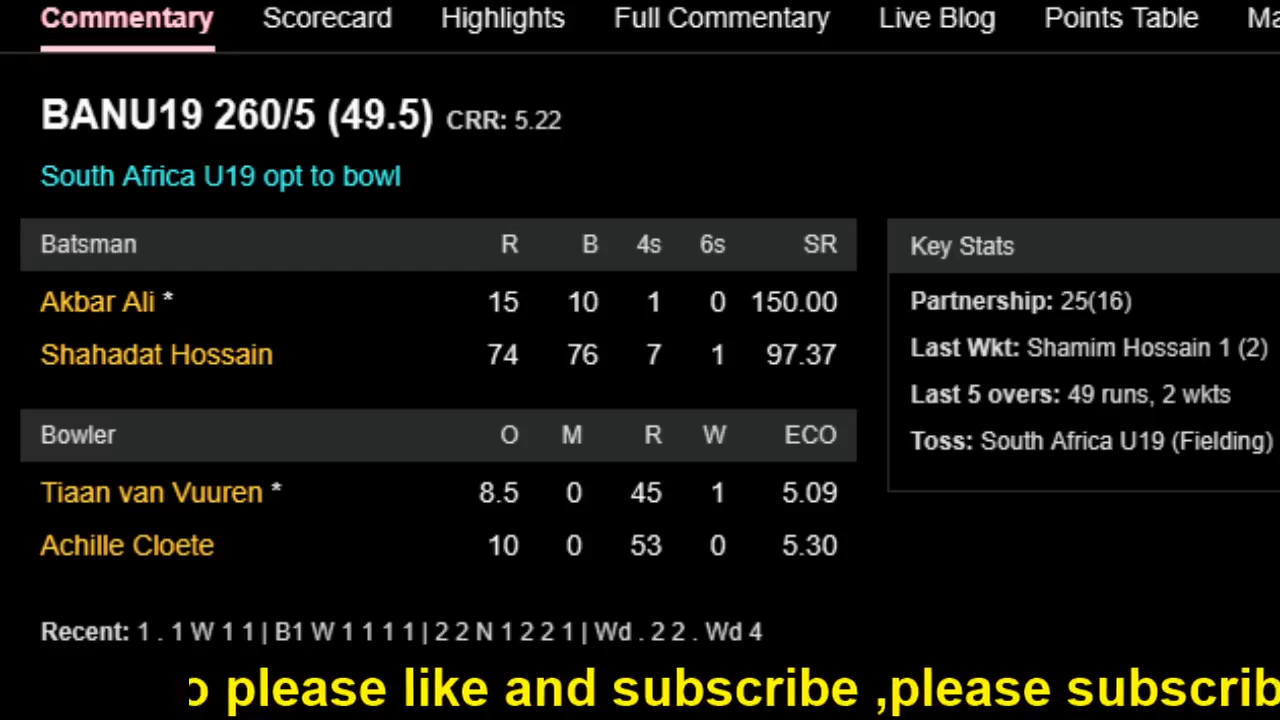 Commentary Scorecard Highlights Full Commentary Live Blog Points Table Ma
BANU19 260/5 (49.5) CRR: 5.22
South Africa U19 opt to bowl
Batsman R B 4s 6s SR
Akbar Ali * 15 10 1 0 150.00
Shahadat Hossain 74 76 7 1 97.37
Key Stats
Partnership: 25(16)
Last Wkt: Shamim Hossain 1 (2)
Last 5 overs: 49 runs, 2 wkts
Toss: South Africa U19 (Fielding)
Bowler O M R W ECO
Tiaan van Vuuren * 8.5 0 45 1 5.09
Achille Cloete 10 0 53 0 5.30
Recent: 1 . 1 W 1 1 | B1 W 1 1 1 1 | 2 2 N 1 2 2 1 | Wd . 2 2 . Wd 4
o please like and subscribe ,please subscrib